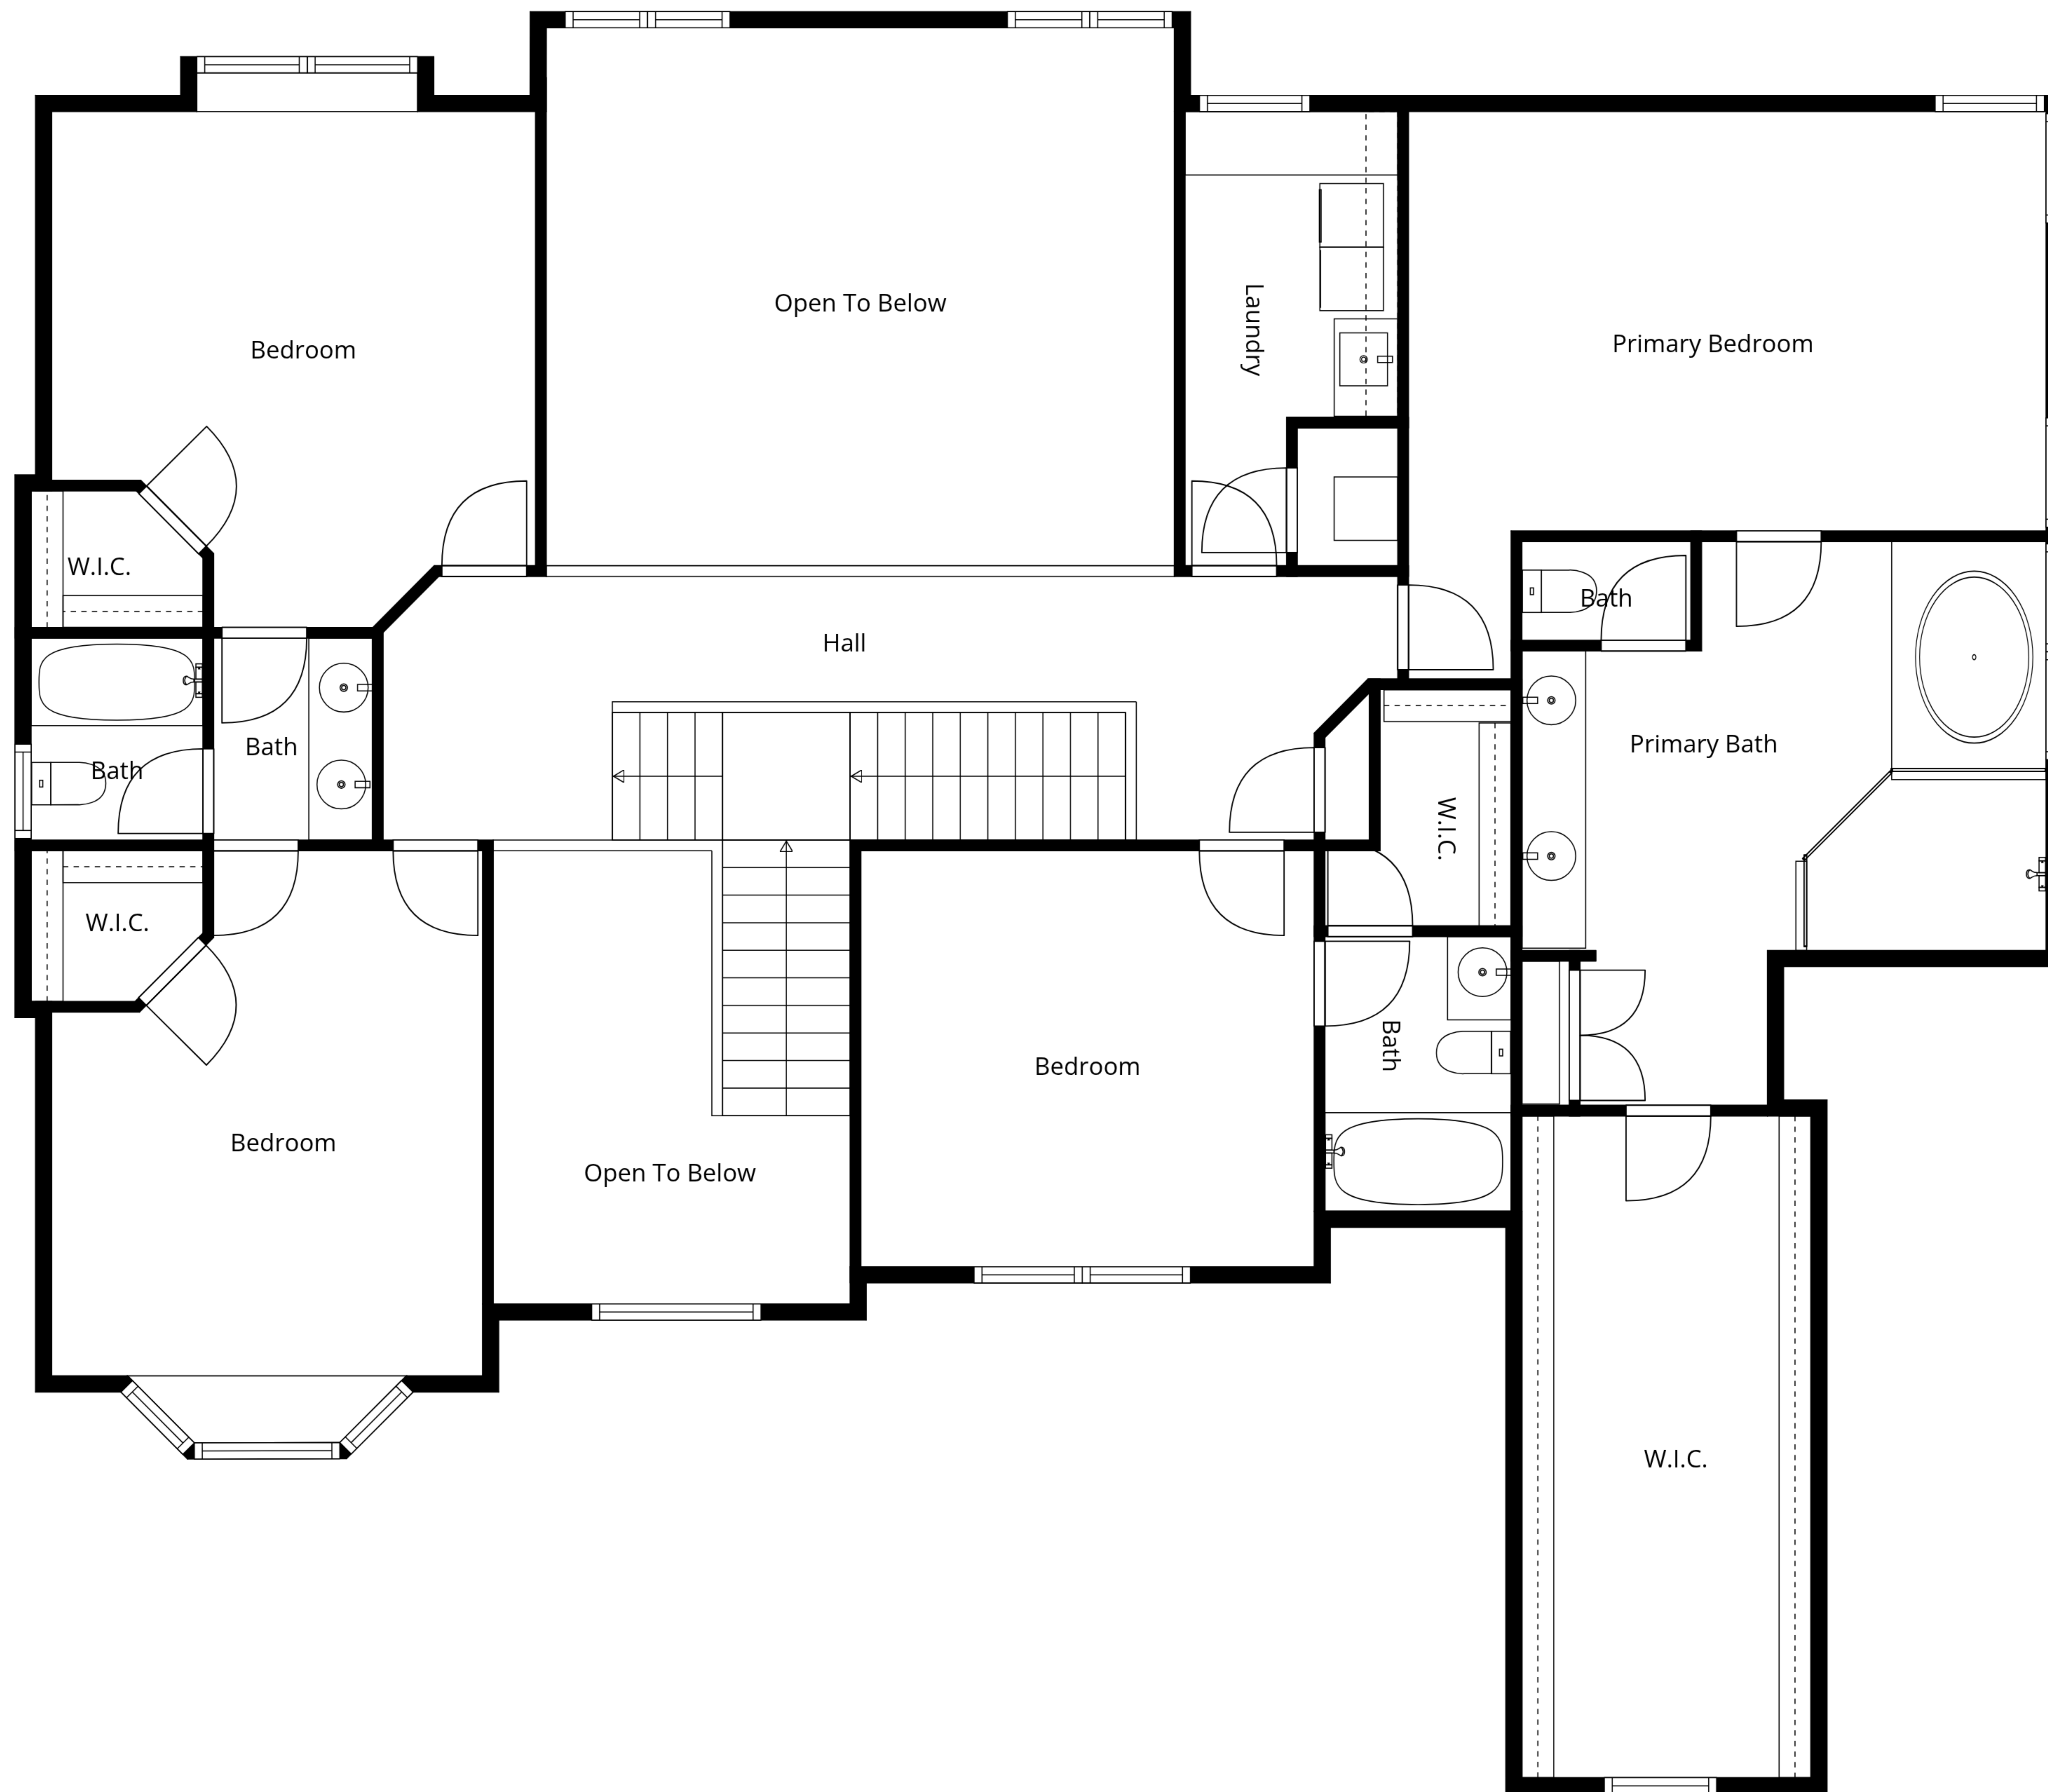 Open To Below
Laundry
Primary Bedroom
Bedroom
W.I.C.
Bath
Hall
Bath
Bath
Primary Bath
W.I.C.
W.I.C.
Bath
Bedroom
Bedroom
Open To Below
W.I.C.